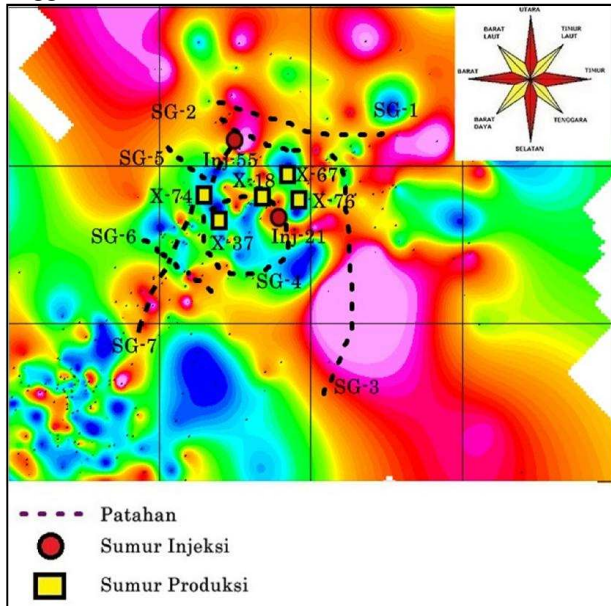 UTARA
BARAT LAUT
TIMUR LAUT
BARAT
TIMUR
BARAT DAYA
TENGGARA
SELATAN
SG-2
SG-1
SG-5
Inj-55
X-67
X-74
X-18
X-76
SG-6
X-37
Inj-21
SG-4
SG-7
SG-3
Patahan
Sumur Injeksi
Sumur Produksi